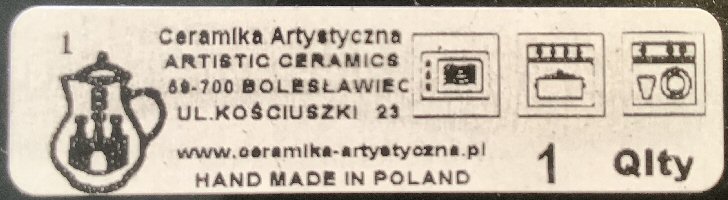 1
Ceramika Artystyczna
ARTISTIC CERAMICS
59-700 BOLESŁAWIEC
UL.KOŚCIUSZKI 23
www.ceramika-artystyczna.pl
HAND MADE IN POLAND
1 Qlty
B